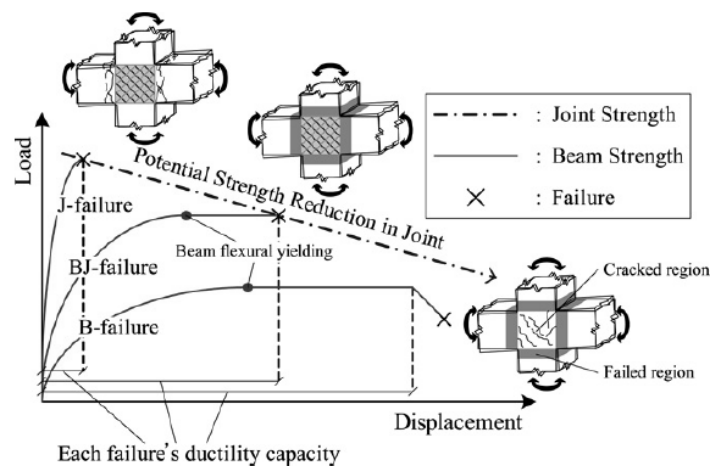 : Joint Strength
: Beam Strength
: Failure
Load
Potential Strength Reduction in Joint
J-failure
BJ-failure
B-failure
Beam flexural yielding
Cracked region
Failed region
Displacement
Each failure's ductility capacity